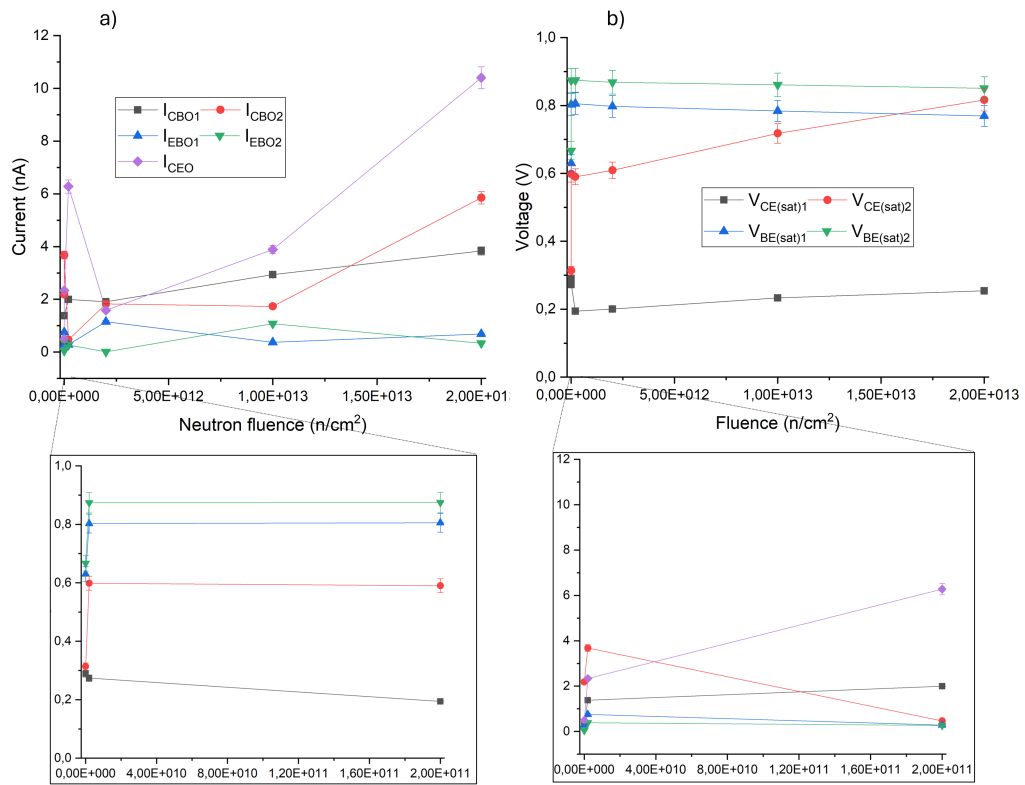 a)
12
10
8
6
4
2
0
Current (nA)
I_CBO1 I_CBO2
I_EBO1 I_EBO2
I_CEO
0,00E+000 5,00E+012 1,00E+013 1,50E+013 2,00E+013
Neutron fluence (n/cm²)
b)
1,0
0,8
0,6
0,4
0,2
0,0
Voltage (V)
V_CE(sat)1 V_CE(sat)2
V_BE(sat)1 V_BE(sat)2
0,00E+000 5,00E+012 1,00E+013 1,50E+013 2,00E+013
Fluence (n/cm²)
1,0
0,8
0,6
0,4
0,2
0,0
0,00E+000 4,00E+010 8,00E+010 1,20E+011 1,60E+011 2,00E+011
12
10
8
6
4
2
0
0,00E+000 4,00E+010 8,00E+010 1,20E+011 1,60E+011 2,00E+011